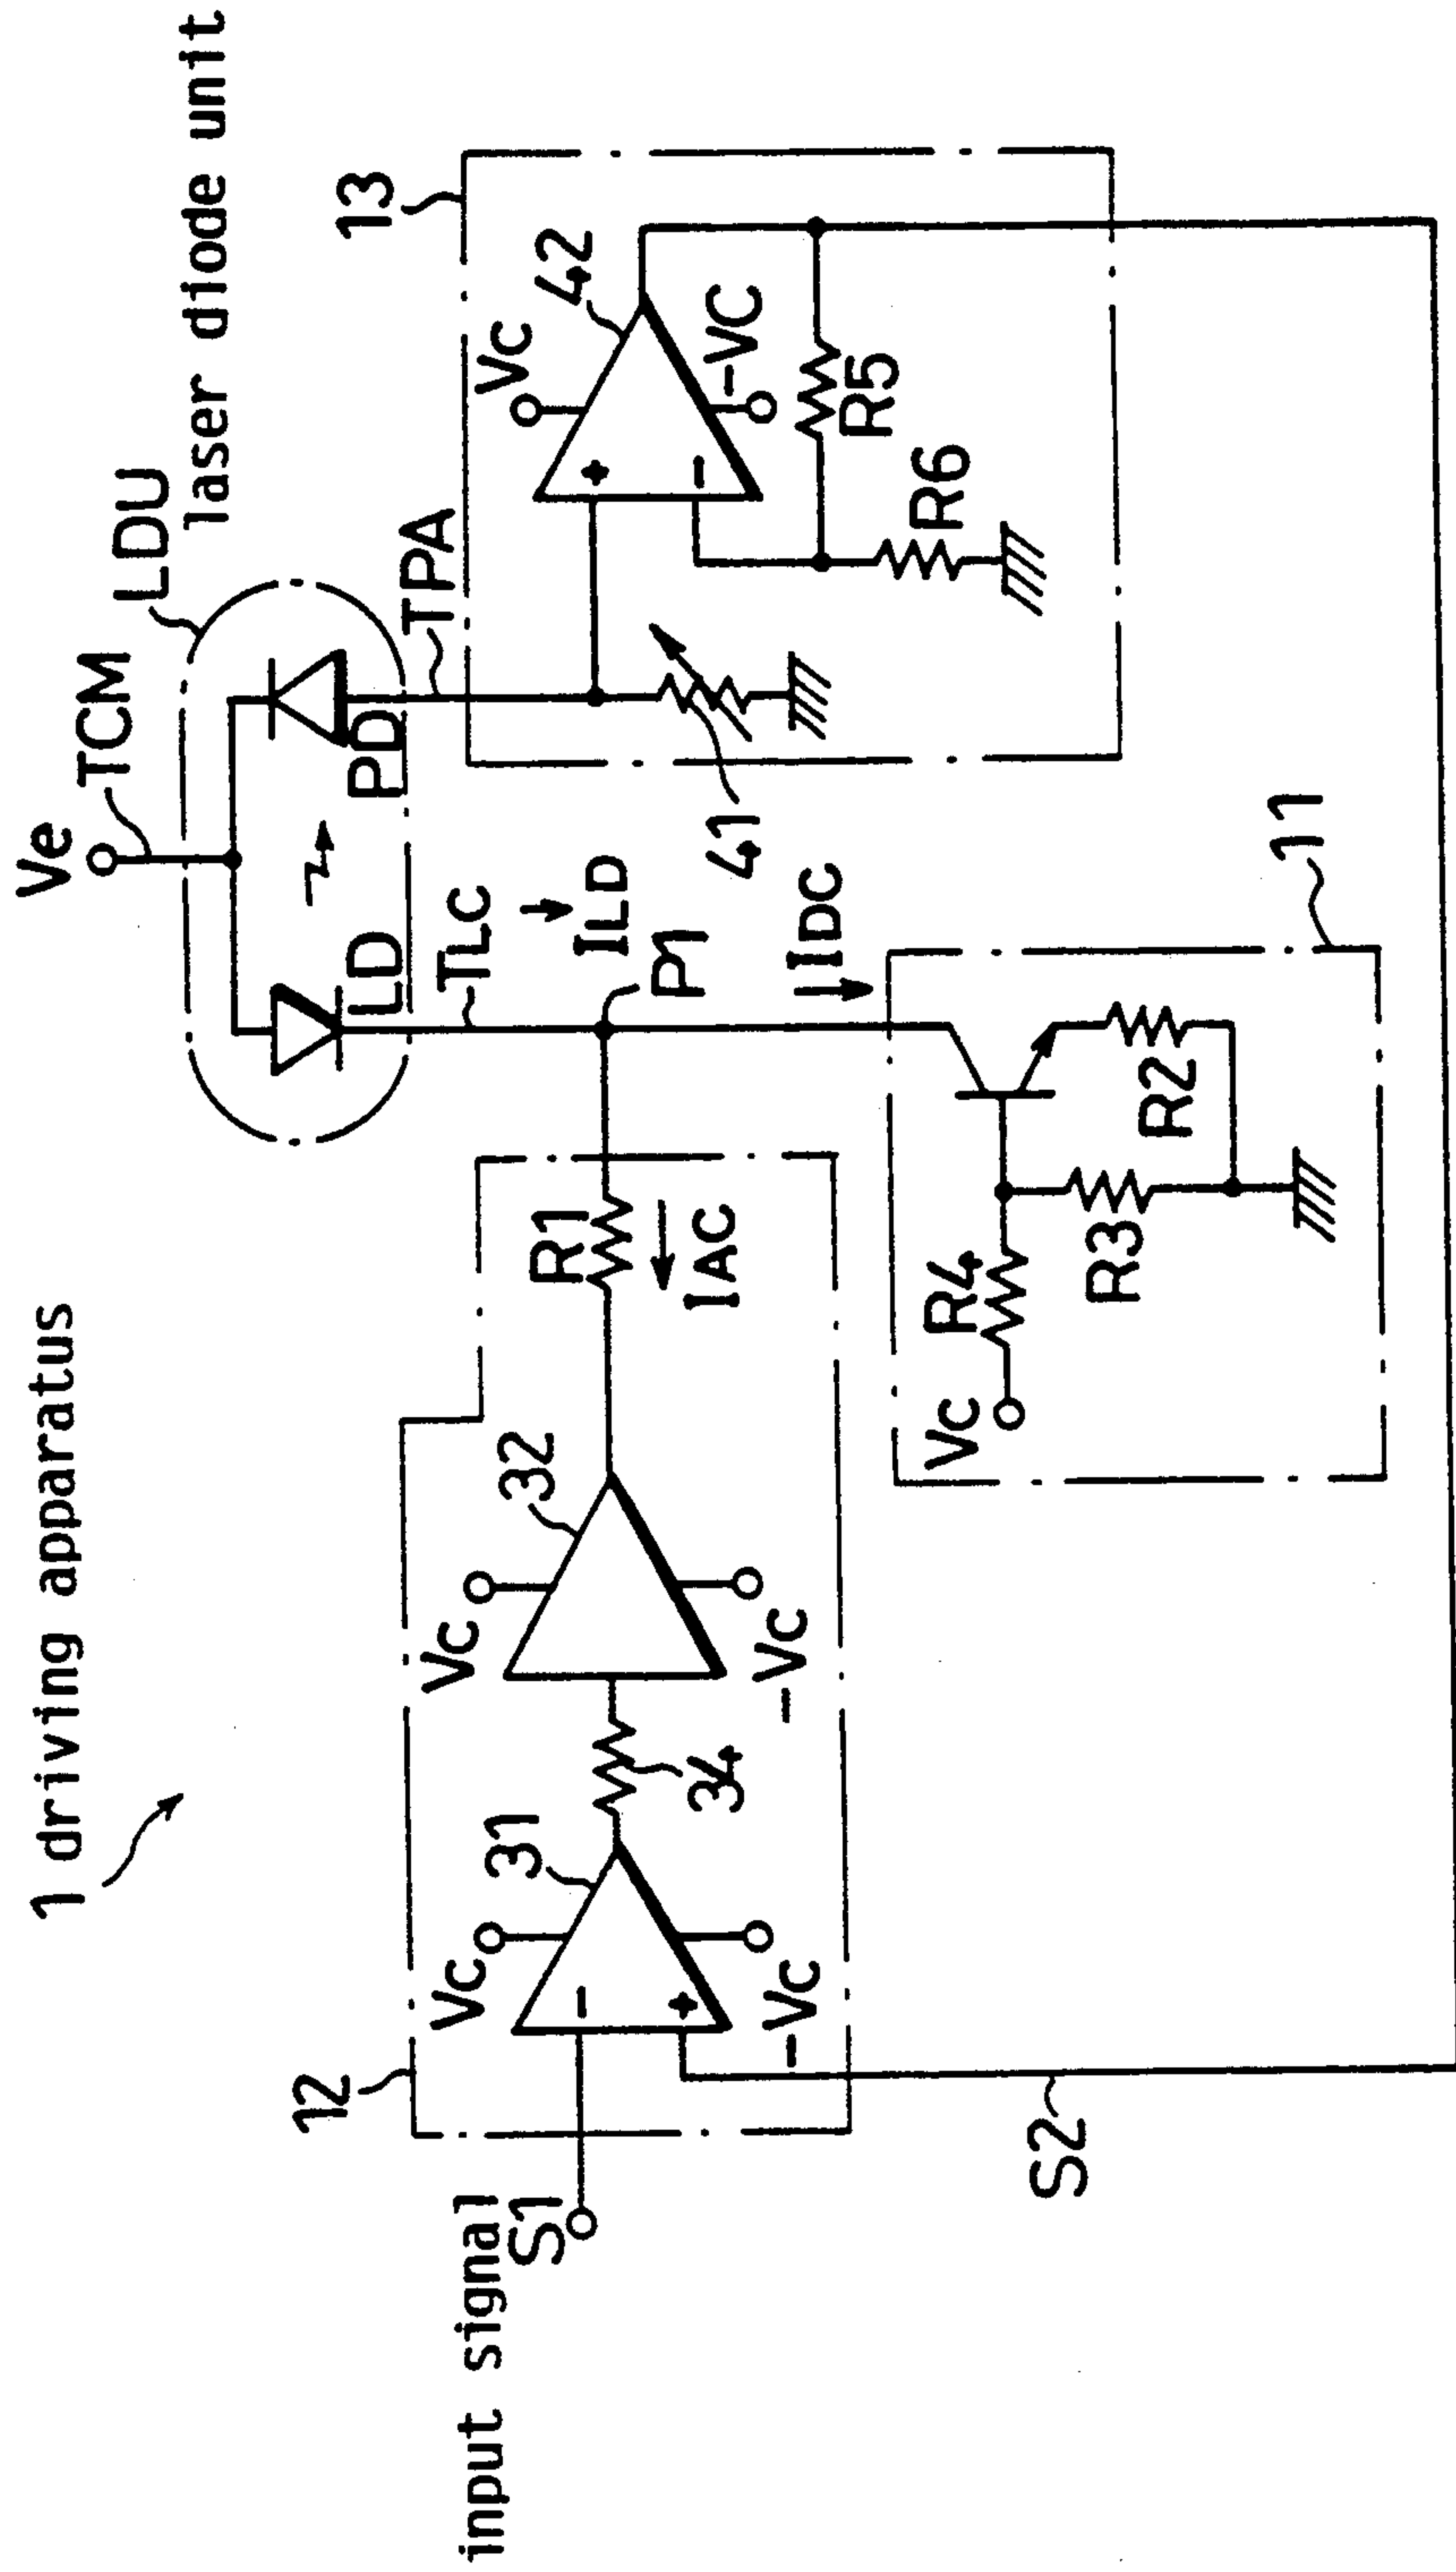 1 driving apparatus
Ve
TCM
LDU
laser diode unit
LD
PD
TLC
ILD
P1
TPA
13
Vc
42
+
-
-VC
R5
R6
41
12
input signal
S1
Vc
31
-
+
-Vc
34
Vc
32
-Vc
R1
IAC
IDC
11
Vc
R4
R3
R2
S2